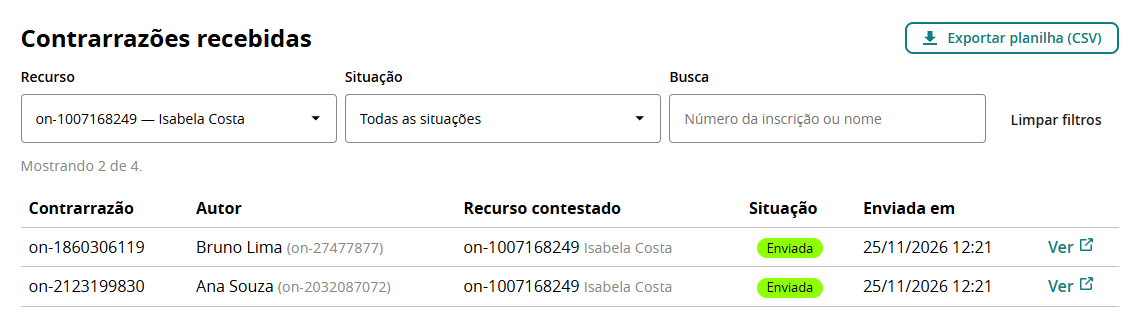 Contrarrazões recebidas
Exportar planilha (CSV)
Recurso Situação Busca
on-1007168249 — Isabela Costa Todas as situações Número da inscrição ou nome Limpar filtros
Mostrando 2 de 4.
Contrarrazão Autor Recurso contestado Situação Enviada em
on-1860306119 Bruno Lima (on-27477877) on-1007168249 Isabela Costa Enviada 25/11/2026 12:21 Ver
on-2123199830 Ana Souza (on-2032087072) on-1007168249 Isabela Costa Enviada 25/11/2026 12:21 Ver